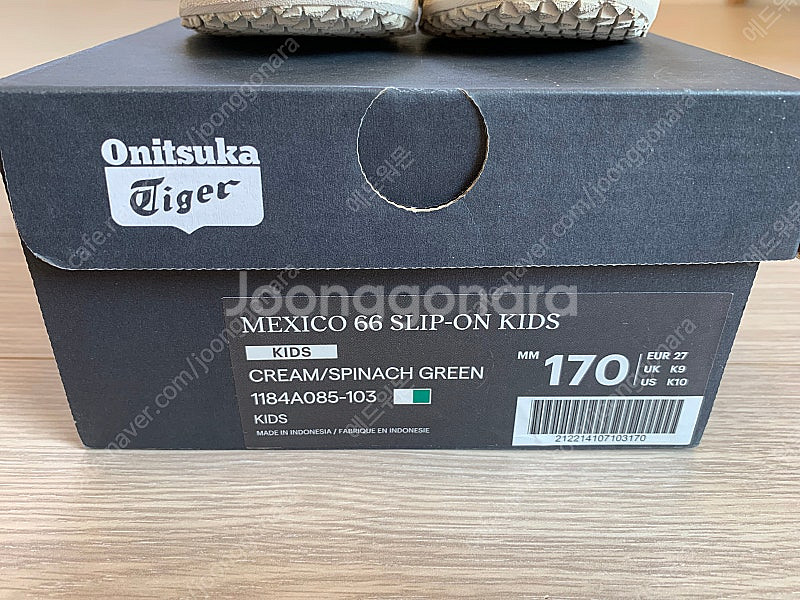 Onitsuka
Tiger
Joonggonara
MEXICO 66 SLIP-ON KIDS
KIDS
CREAM/SPINACH GREEN
1184A085-103
KIDS
MADE IN INDONESIA / FABRIQUE EN INDONESIE
MM 170
EUR 27
UK K9
US K10
212214107103170